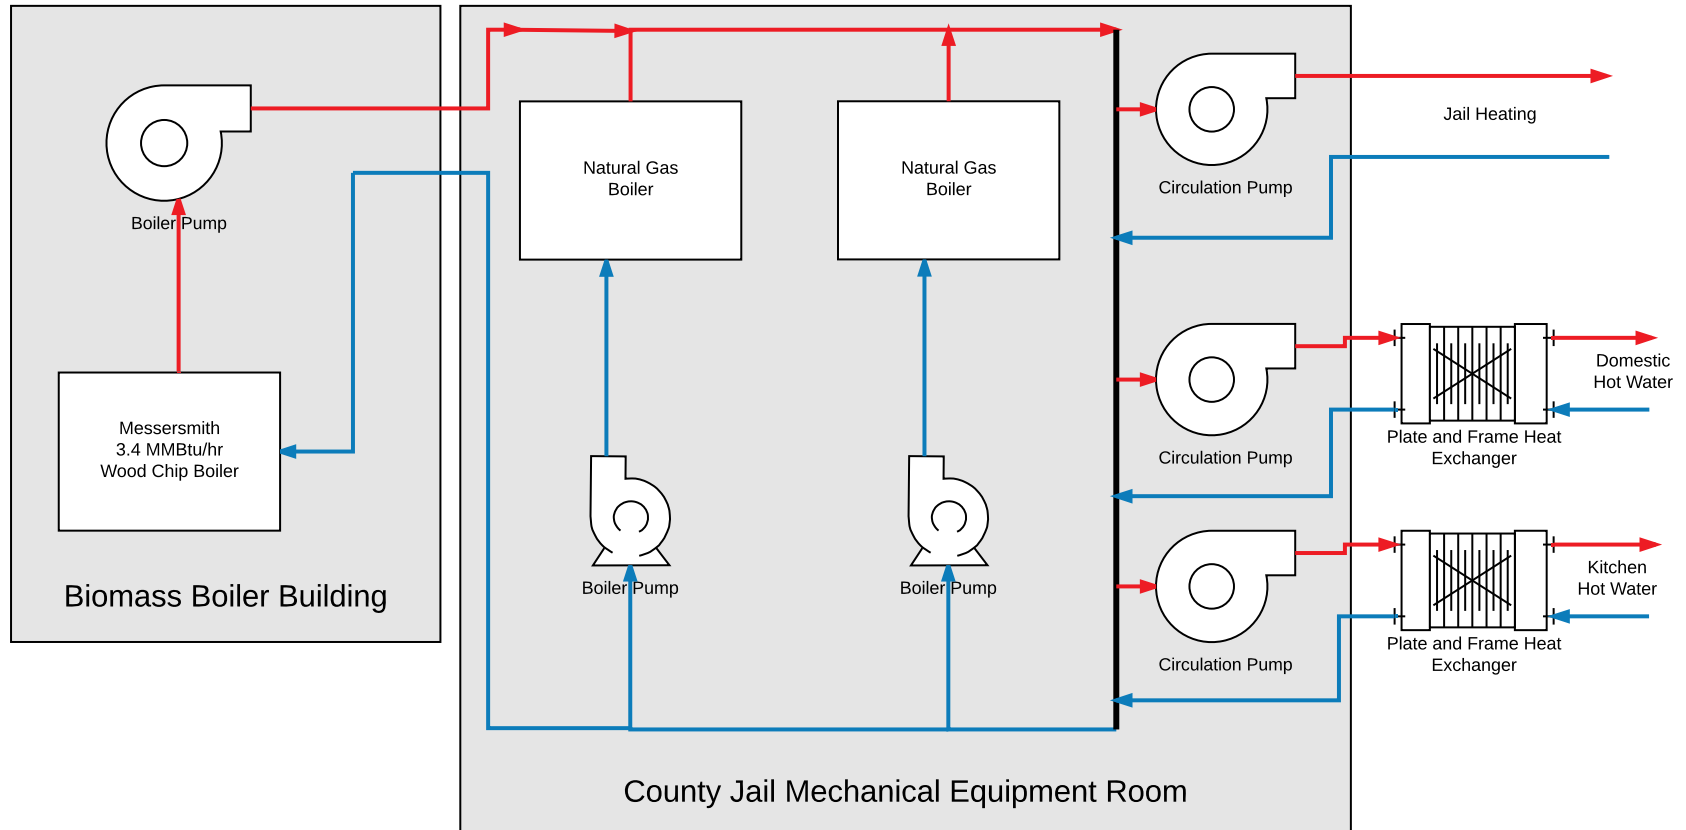 Boiler Pump
Messersmith
3.4 MMBtu/hr
Wood Chip Boiler
Biomass Boiler Building
Natural Gas
Boiler
Natural Gas
Boiler
Boiler Pump
Boiler Pump
Circulation Pump
Jail Heating
Circulation Pump
Domestic
Hot Water
Plate and Frame Heat
Exchanger
Circulation Pump
Kitchen
Hot Water
Plate and Frame Heat
Exchanger
County Jail Mechanical Equipment Room